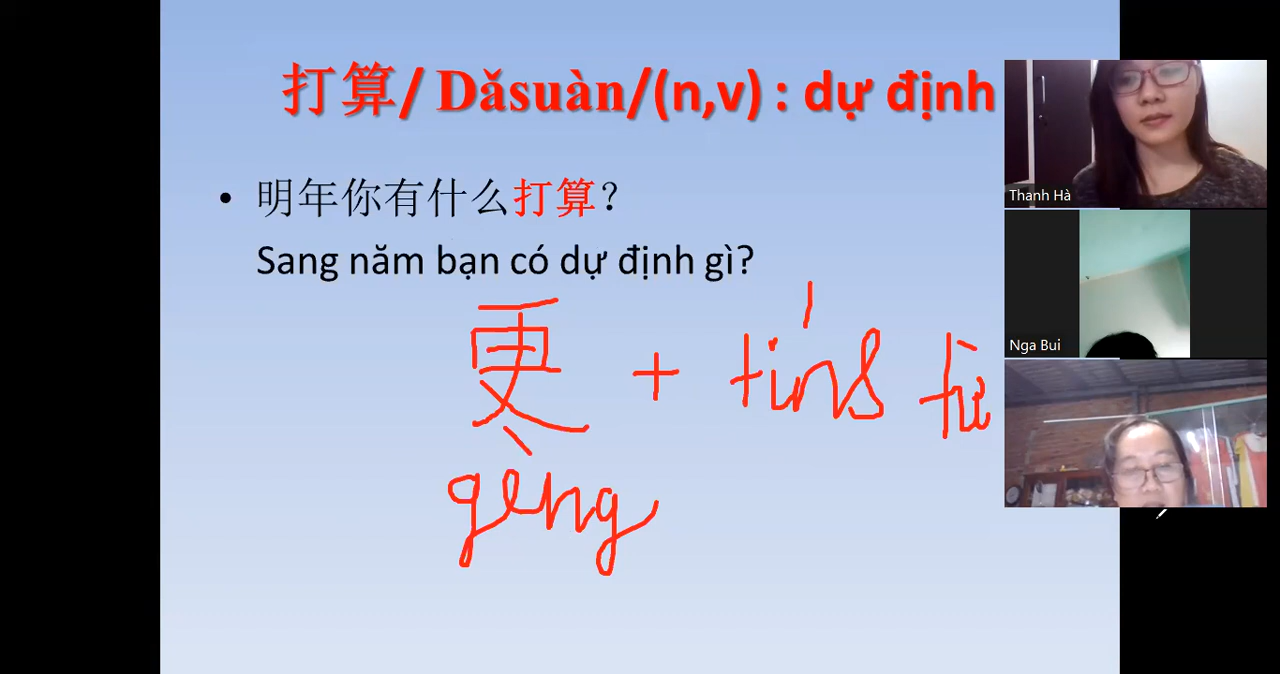 打算/ Dǎsuàn/(n,v) : dự định
• 明年你有什么打算?
Sang năm bạn có dự định gì?
更 + tính từ
gèng
Thanh Hà
Nga Bui